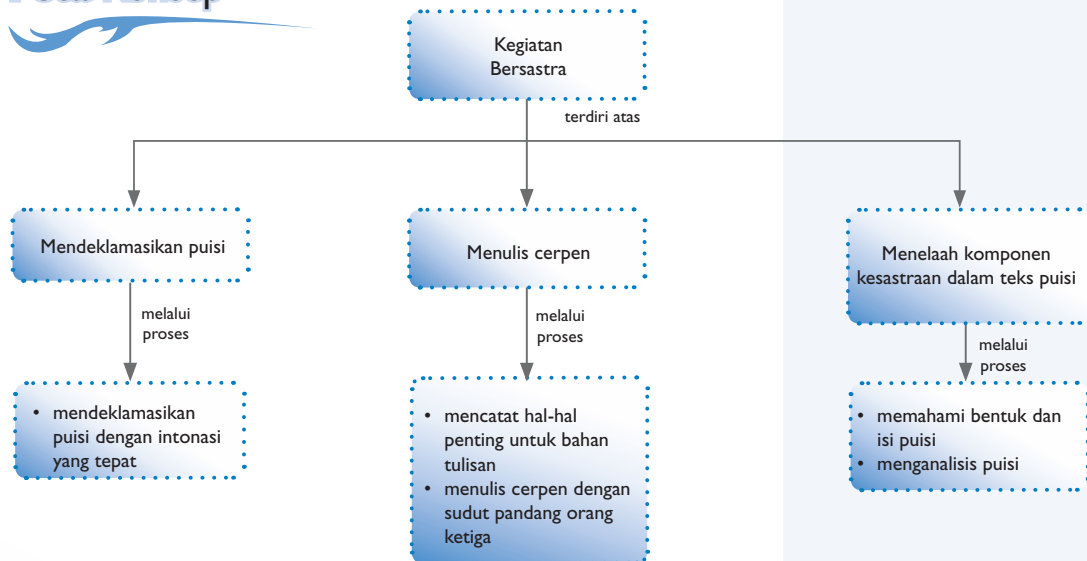 Kegiatan
Bersastra
terdiri atas
Mendeklamasikan puisi
Menulis cerpen
Menelaah komponen
kesastraan dalam teks puisi
melalui
proses
melalui
proses
melalui
proses
• mendeklamasikan
puisi dengan intonasi
yang tepat
• mencatat hal-hal
penting untuk bahan
tulisan
• menulis cerpen dengan
sudut pandang orang
ketiga
• memahami bentuk dan
isi puisi
• menganalisis puisi